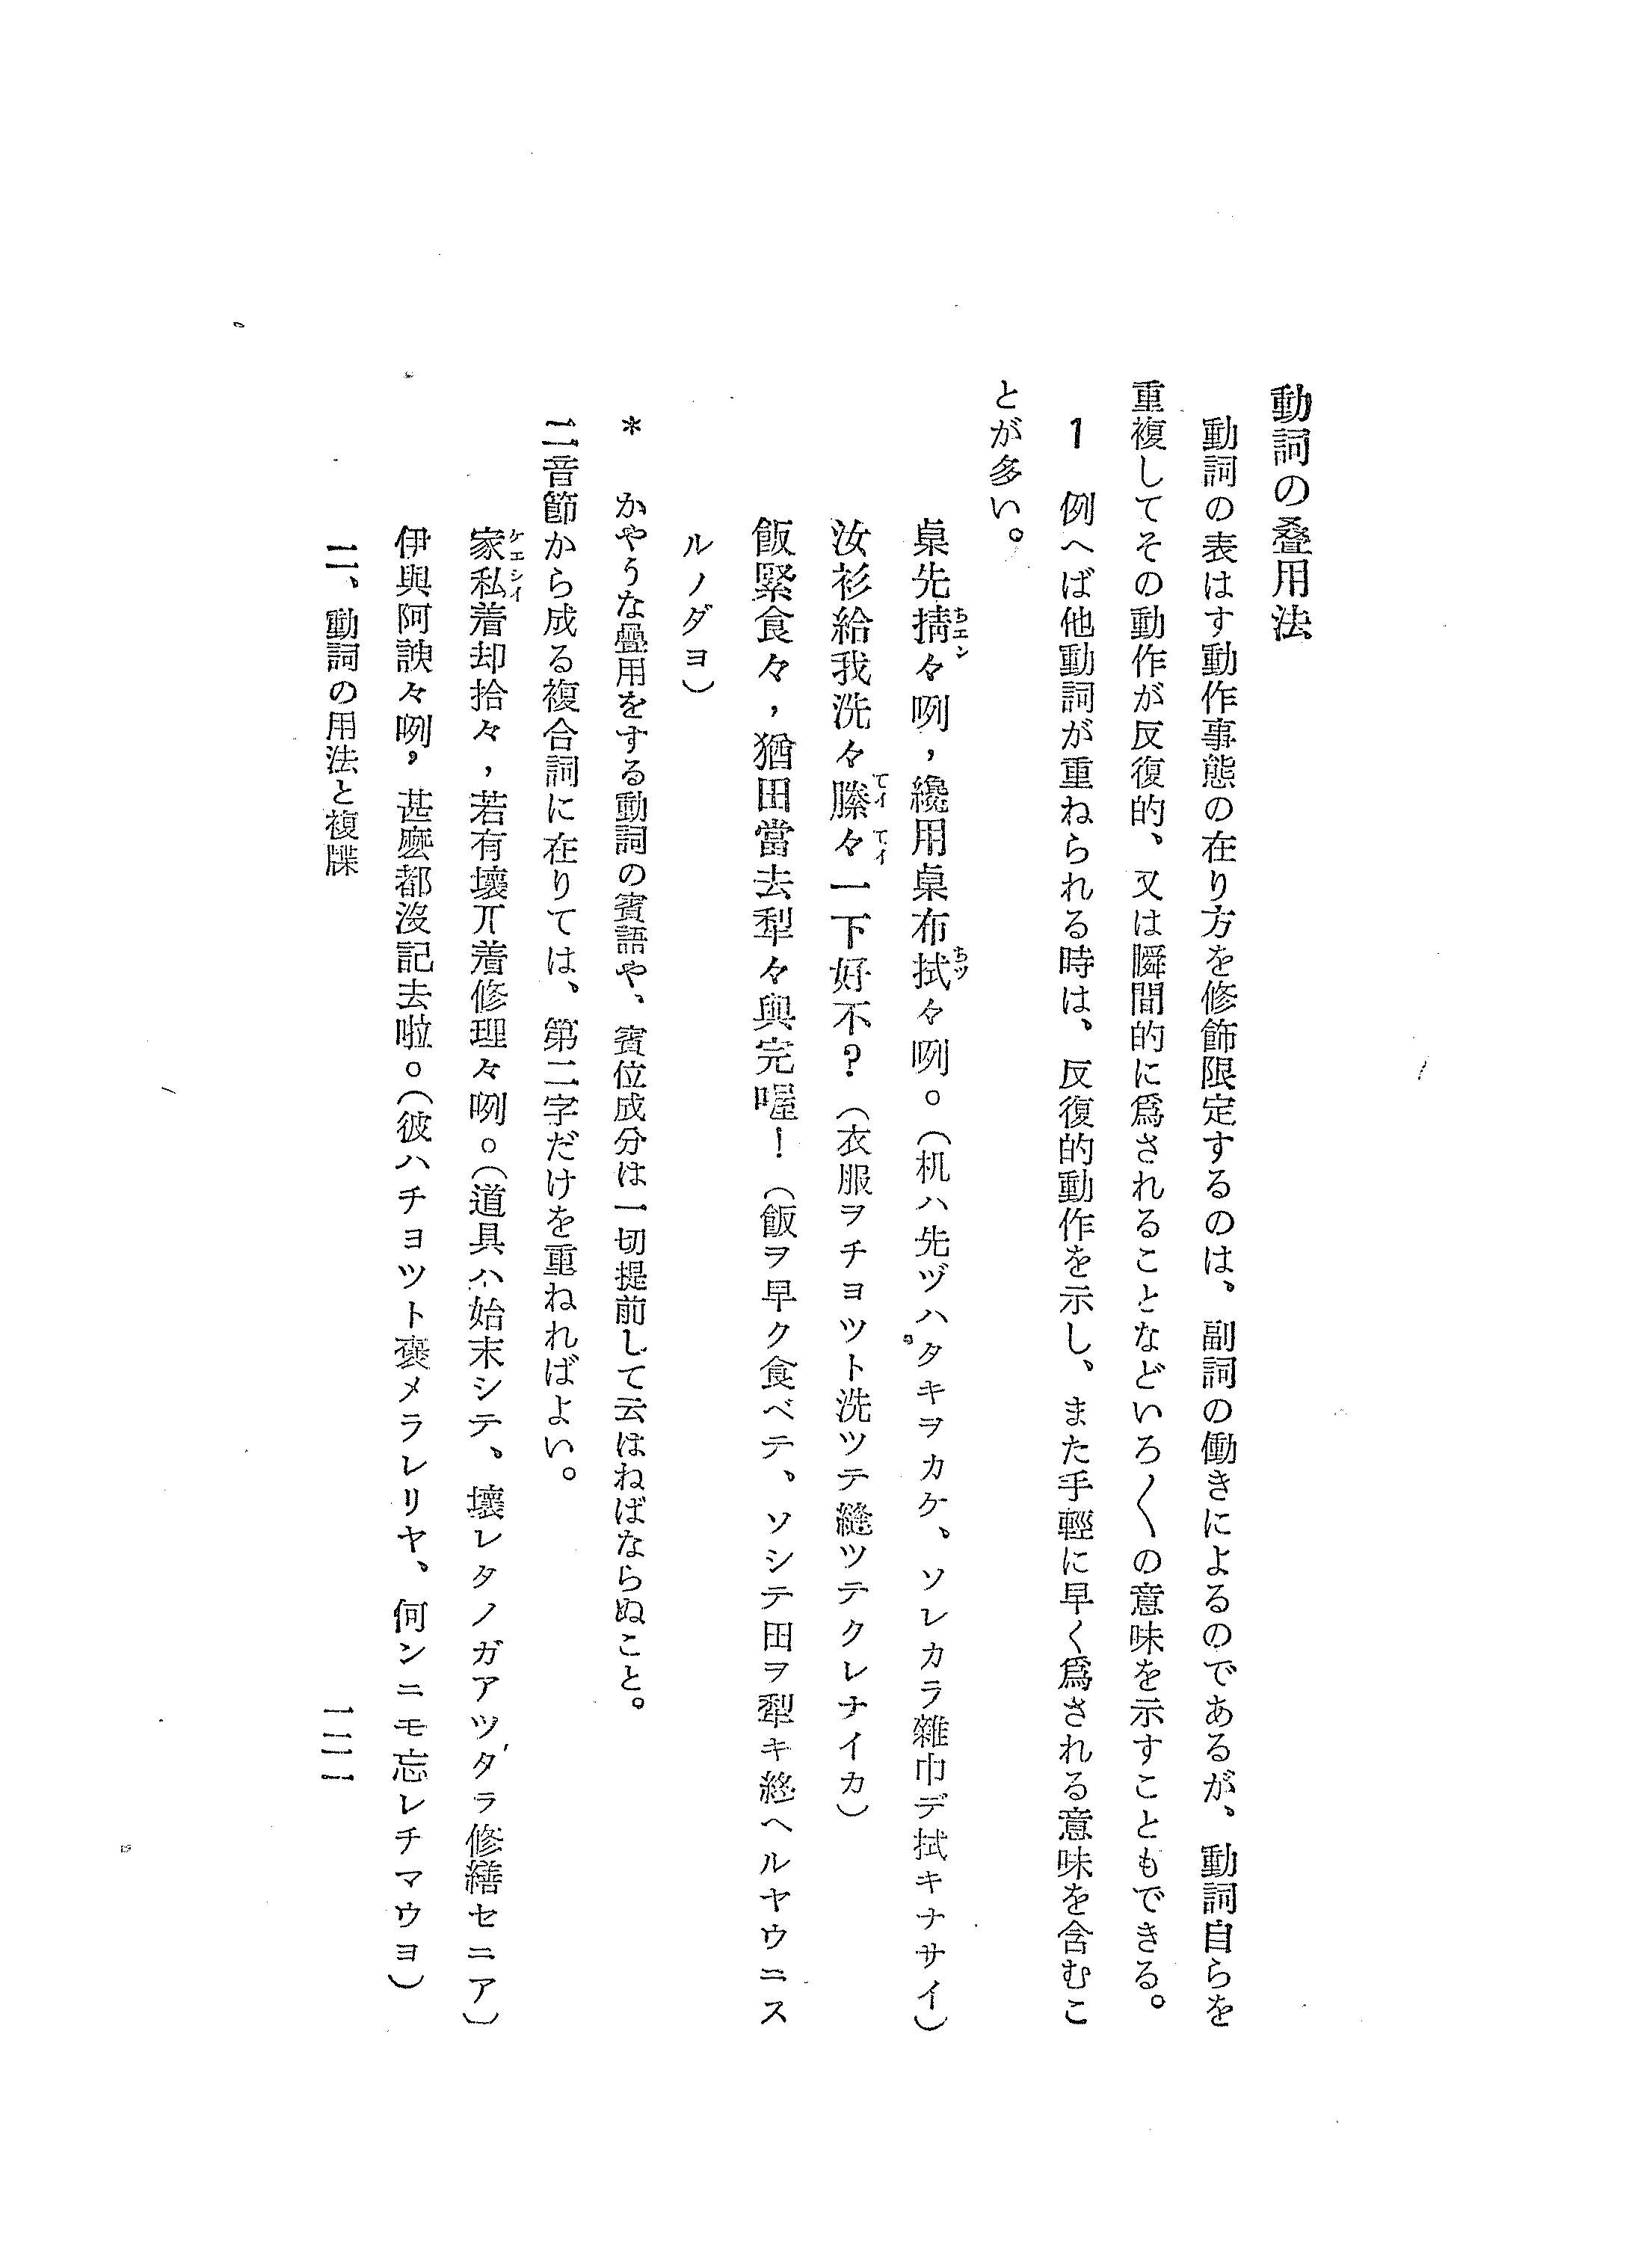 動詞の叠用法
動詞の表はす動作事態の在り方を修飾限定するのは、副詞の働きによるのであるが、動詞自らを
重複してその動作が反復的、又は瞬間的に爲されることなどいろ〱の意味を示すこともできる。
1 例へば他動詞が重ねられる時は、反復的動作を示し、また手輕に早く爲される意味を含むこ
とが多い。
桌先掅々咧，纔用桌布拭々咧。（机ハ先ヅハタキヲカケ、ソレカラ雜巾デ拭キナサイ）
汝衫給我洗々縢々一下好不？（衣服ヲチョツト洗ツテ縫ツテクレナイカ）
飯緊食々，猶田當去犁々與完喔！（飯ヲ早ク食ベテ、ソシテ田ヲ犁キ終ヘルヤウニス
ルノダヨ）
＊ かやうな疊用をする動詞の賓語や、賓位成分は一切提前して云はねばならぬこと。
二音節から成る複合詞に在りては、第二字だけを重ねればよい。
家私着却拾々，若有壞丌着修理々咧。（道具ハ始末シテ、壞レタノガアツタラ修繕セニア）
伊與阿諛々咧，甚麼都沒記去啦。（彼ハチョツト褒メラレリヤ、何ンニモ忘レチマウヨ）
二、動詞の用法と複牒
一二一